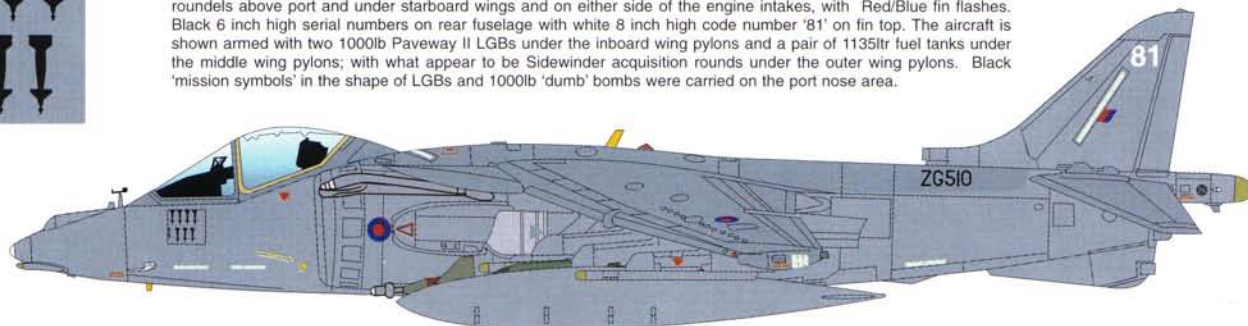 roundels above port and under starboard wings and on either side of the engine intakes, with Red/Blue fin flashes.
Black 6 inch high serial numbers on rear fuselage with white 8 inch high code number ‘81’ on fin top. The aircraft is
shown armed with two 1000lb Paveway II LGBs under the inboard wing pylons and a pair of 1135ltr fuel tanks under
the middle wing pylons; with what appear to be Sidewinder acquisition rounds under the outer wing pylons. Black
‘mission symbols’ in the shape of LGBs and 1000lb ‘dumb’ bombs were carried on the port nose area.
81
ZG510